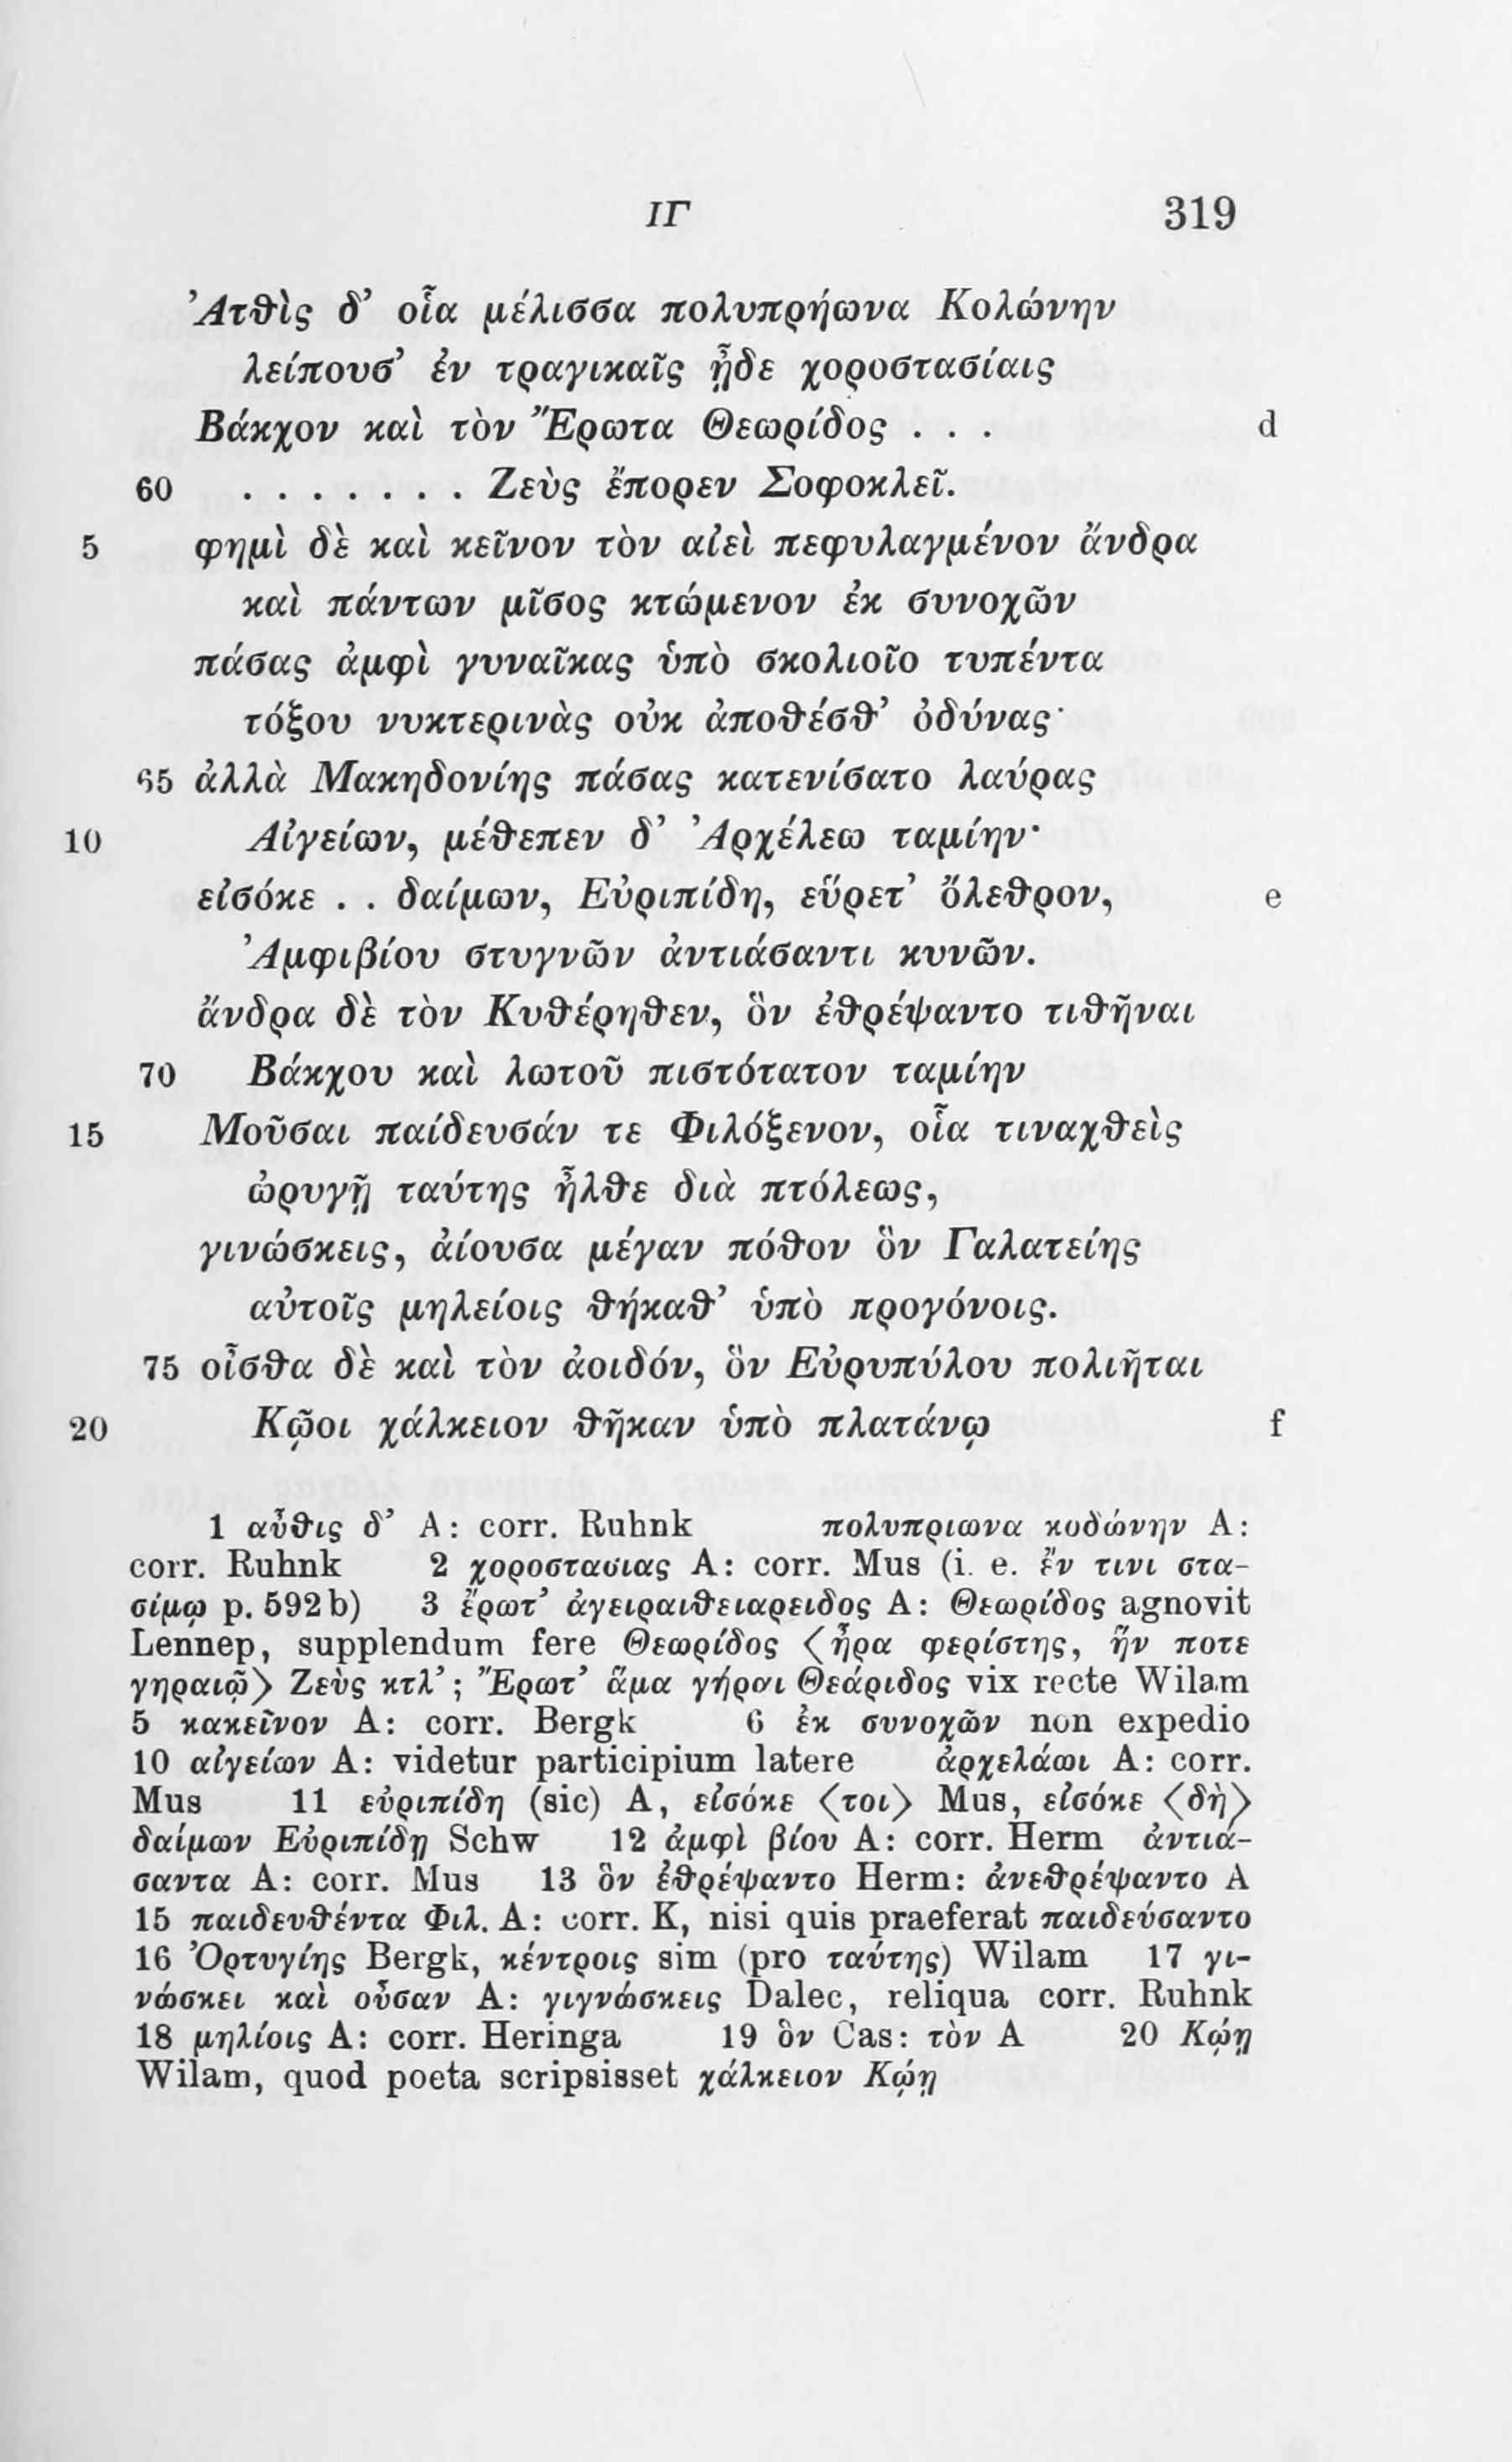 ΙΓ 319
Ἀτθὶς δ’ οἷα μέλισσα πολυπρήωνα Κολώνην
λείπουσ’ ἐν τραγικαῖς ᾖδε χοροστασίαις
Βάκχον καὶ τὸν Ἔρωτα Θεωρίδος . . . d
60 . . . . . . . Ζεὺς ἔπορεν Σοφοκλεῖ.
5 φημὶ δὲ καὶ κεῖνον τὸν αἰεὶ πεφυλαγμένον ἄνδρα
καὶ πάντων μῖσος κτώμενον ἐκ συνοχῶν
πάσας ἀμφὶ γυναῖκας ὑπὸ σκολιοῖο τυπέντα
τόξου νυκτερινὰς οὐκ ἀποθέσθ’ ὀδύνας·
65 ἀλλὰ Μακηδονίης πάσας κατενίσατο λαύρας
10 Αἰγείων, μέθεπεν δ’ Ἀρχέλεω ταμίην·
εἰσόκε . . δαίμων, Εὐριπίδη, εὕρετ’ ὄλεθρον, e
Ἀμφιβίου στυγνῶν ἀντιάσαντι κυνῶν.
ἄνδρα δὲ τὸν Κυθέρηθεν, ὃν ἐθρέψαντο τιθῆναι
70 Βάκχου καὶ λωτοῦ πιστότατον ταμίην
15 Μοῦσαι παίδευσάν τε Φιλόξενον, οἷα τιναχθεὶς
ὠρυγῇ ταύτης ἦλθε διὰ πτόλεως,
γινώσκεις, ἀίουσα μέγαν πόθον ὃν Γαλατείης
αὐτοῖς μηλείοις θήκαθ’ ὑπὸ προγόνοις.
75 οἶσθα δὲ καὶ τὸν ἀοιδόν, ὃν Εὐρυπύλου πολιῆται
20 Κῷοι χάλκειον θῆκαν ὑπὸ πλατάνῳ f
1 αὖθις δ’ A: corr. Ruhnk πολυπριωνα κοδώνην A:
corr. Ruhnk 2 χοροστασιας A: corr. Mus (i. e. ἔν τινι στα-
σίμῳ p. 592 b) 3 ἔρωτ’ ἀγειραιθειαρειδος A: Θεωρίδος agnovit
Lennep, supplendum fere Θεωρίδος ⟨ἦρα φερίστης, ἥν ποτε
γηραιῷ⟩ Ζεὺς κτλ’; Ἔρωτ’ ἅμα γήραι Θεάριδος vix recte Wilam
5 κακεῖνον A: corr. Bergk 6 ἐκ συνοχῶν non expedio
10 αἰγείων A: videtur participium latere ἀρχελάωι A: corr.
Mus 11 εὐριπίδη (sic) A, εἰσόκε ⟨τοι⟩ Mus, εἰσόκε ⟨δὴ⟩
δαίμων Εὐριπίδῃ Schw 12 ἀμφὶ βίου A: corr. Herm ἀντιά-
σαντα A: corr. Mus 13 ὃν ἐθρέψαντο Herm: ἀνεθρέψαντο A
15 παιδευθέντα Φιλ. A: corr. K, nisi quis praeferat παιδεύσαντο
16 Ὀρτυγίης Bergk, κέντροις sim (pro ταύτης) Wilam 17 γι-
νώσκει καὶ οὖσαν A: γιγνώσκεις Dalec, reliqua corr. Ruhnk
18 μηλίοις A: corr. Heringa 19 ὃν Cas: τὸν A 20 Κῴῃ
Wilam, quod poeta scripsisset χάλκειον Κῴῃ